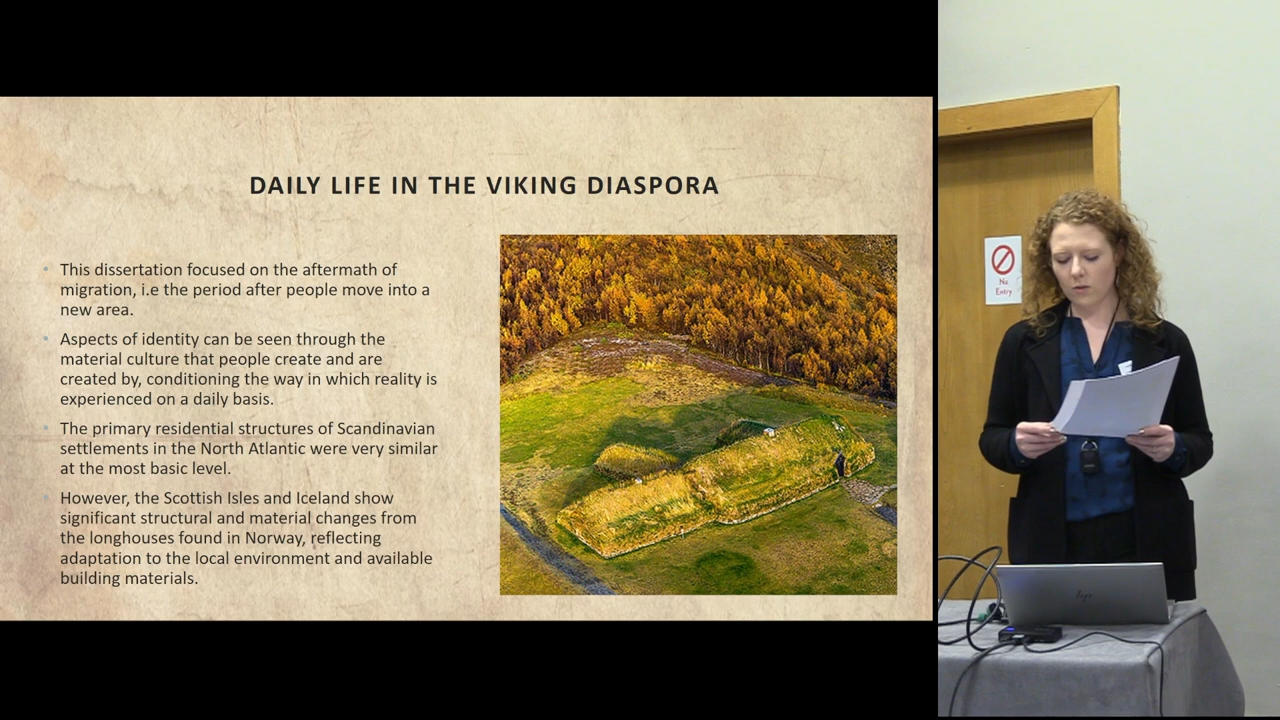 DAILY LIFE IN THE VIKING DIASPORA
This dissertation focused on the aftermath of
migration, i.e the period after people move into a
new area.
Aspects of identity can be seen through the
material culture that people create and are
created by, conditioning the way in which reality is
experienced on a daily basis.
The primary residential structures of Scandinavian
settlements in the North Atlantic were very similar
at the most basic level.
However, the Scottish Isles and Iceland show
significant structural and material changes from
the longhouses found in Norway, reflecting
adaptation to the local environment and available
building materials.
No
Entry
hp